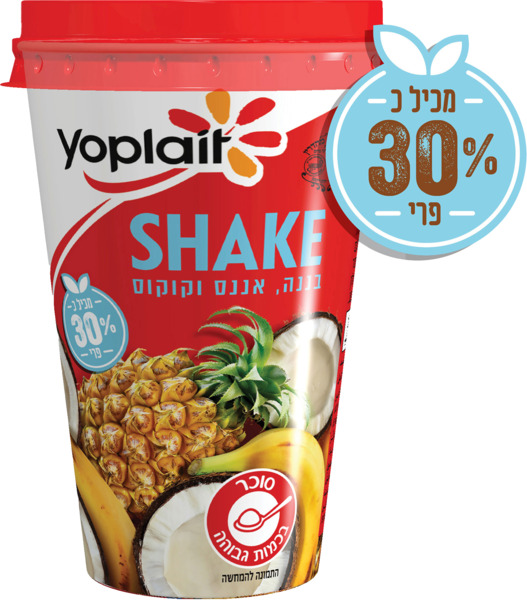 yoplait
SHAKE
בננה, אננס וקוקוס
מכיל כ
30%
פרי
מכיל כ
30%
פרי
סוכר
בכמות גבוהה
התמונה להמחשה